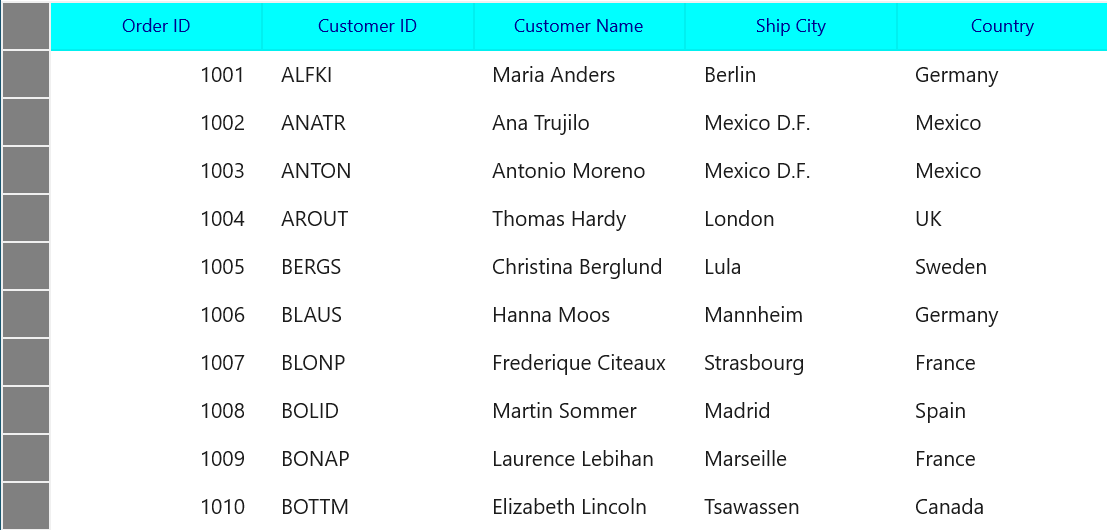 Order ID Customer ID Customer Name Ship City Country
1001 ALFKI Maria Anders Berlin Germany
1002 ANATR Ana Trujilo Mexico D.F. Mexico
1003 ANTON Antonio Moreno Mexico D.F. Mexico
1004 AROUT Thomas Hardy London UK
1005 BERGS Christina Berglund Lula Sweden
1006 BLAUS Hanna Moos Mannheim Germany
1007 BLONP Frederique Citeaux Strasbourg France
1008 BOLID Martin Sommer Madrid Spain
1009 BONAP Laurence Lebihan Marseille France
1010 BOTTM Elizabeth Lincoln Tsawassen Canada